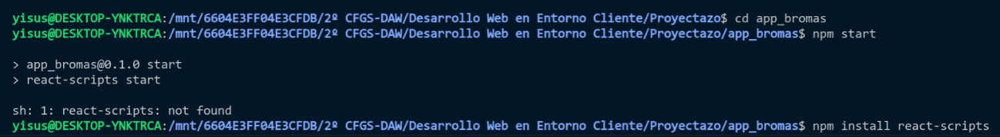 yisus@DESKTOP-YNKTRCA:/mnt/6604E3FF04E3CFDB/2º CFGS-DAW/Desarrollo Web en Entorno Cliente/Proyectazo$ cd app_bromas
yisus@DESKTOP-YNKTRCA:/mnt/6604E3FF04E3CFDB/2º CFGS-DAW/Desarrollo Web en Entorno Cliente/Proyectazo/app_bromas$ npm start
> app_bromas@0.1.0 start
> react-scripts start
sh: 1: react-scripts: not found
yisus@DESKTOP-YNKTRCA:/mnt/6604E3FF04E3CFDB/2º CFGS-DAW/Desarrollo Web en Entorno Cliente/Proyectazo/app_bromas$ npm install react-scripts